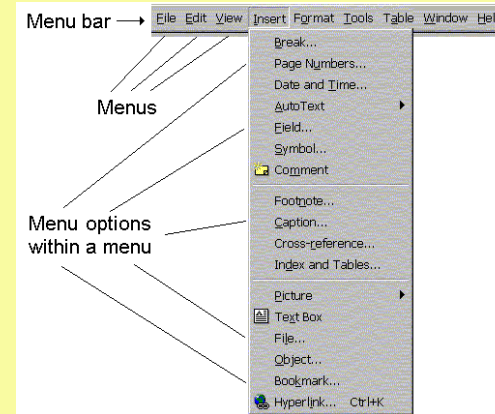 Menu bar
File Edit View Insert Format Tools Table Window Hel
Break...
Page Numbers...
Date and Time...
Menus
AutoText
Field...
Symbol...
Comment
Footnote...
Menu options
within a menu
Caption...
Cross-reference...
Index and Tables...
Picture
Text Box
File...
Object...
Bookmark...
Hyperlink... Ctrl+K